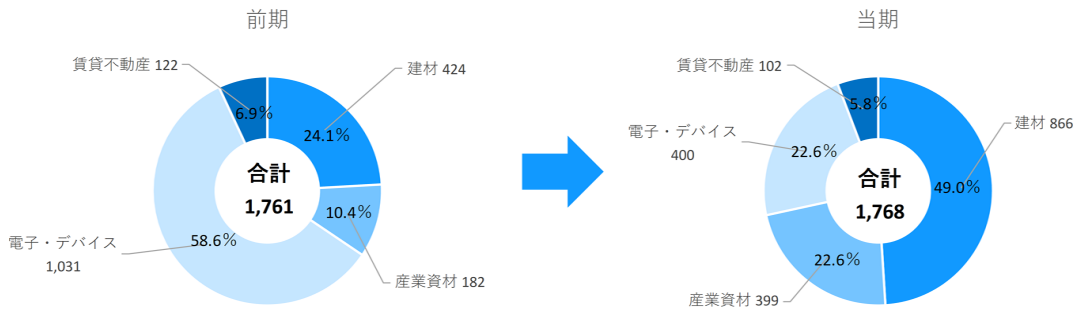 前期
賃貸不動産 122
建材 424
6.9%
24.1%
合計
1,761
10.4%
58.6%
電子・デバイス
1,031
産業資材 182
当期
賃貸不動産 102
5.8%
建材 866
電子・デバイス
400
22.6%
合計
1,768
49.0%
22.6%
産業資材 399